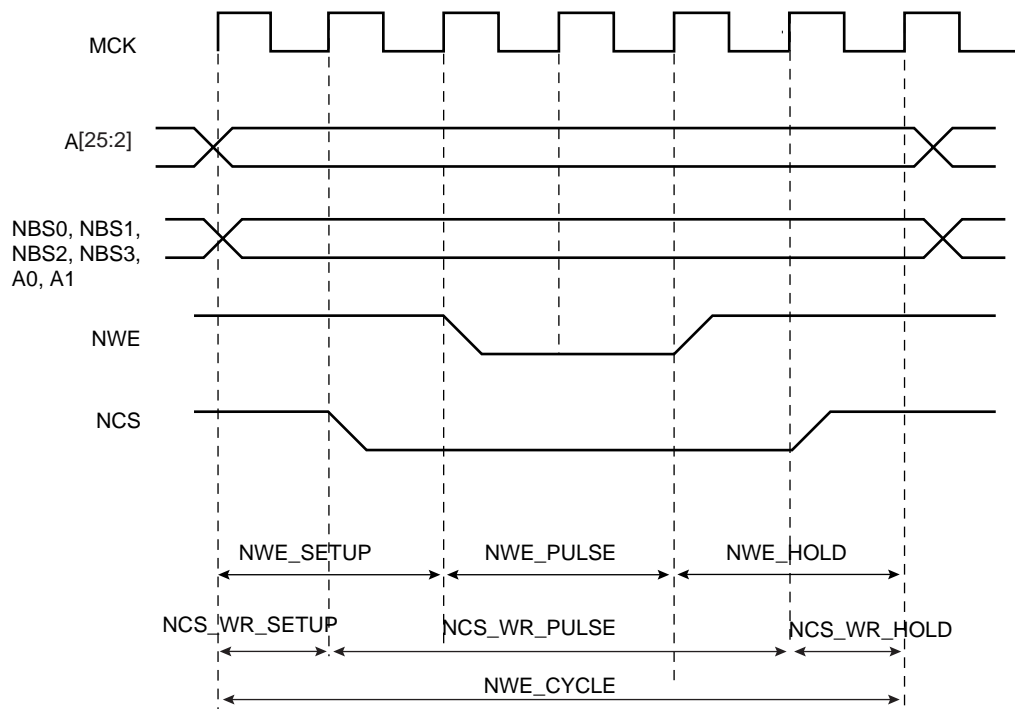 MCK
A[25:2]
NBS0, NBS1,
NBS2, NBS3,
A0, A1
NWE
NCS
NWE_SETUP
NWE_PULSE
NWE_HOLD
NCS_WR_SETUP
NCS_WR_PULSE
NCS_WR_HOLD
NWE_CYCLE